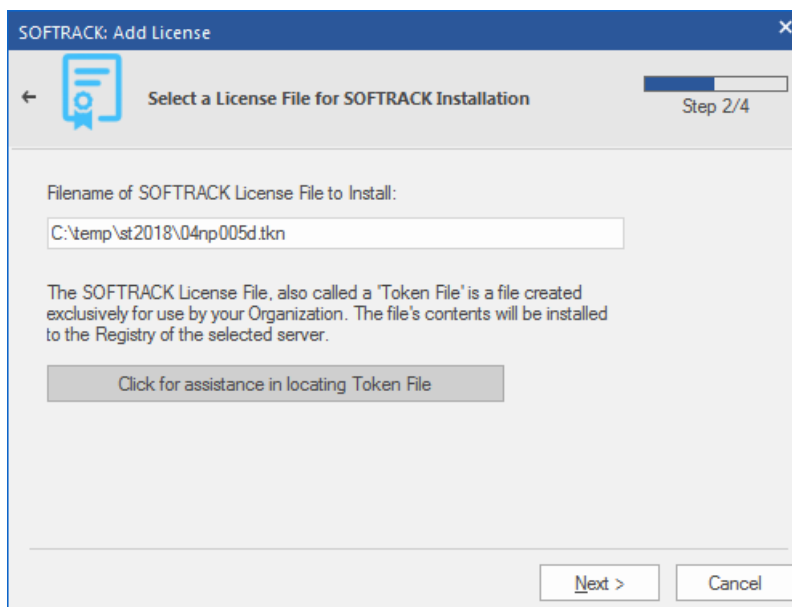 SOFTRACK: Add License
Select a License File for SOFTRACK Installation
Step 2/4
Filename of SOFTRACK License File to Install:
C:\temp\st2018\04np005d.tkn
The SOFTRACK License File, also called a 'Token File' is a file created
exclusively for use by your Organization. The file's contents will be installed
to the Registry of the selected server.
Click for assistance in locating Token File
Next >
Cancel